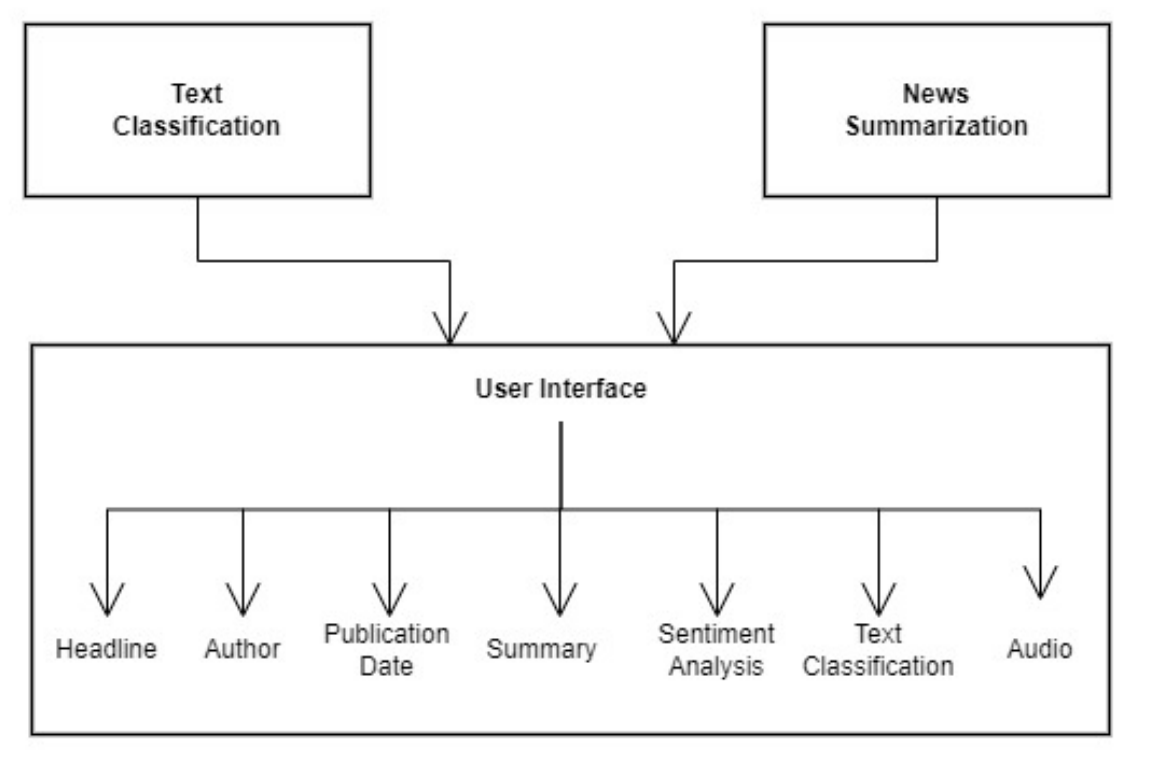 Text
Classification
News
Summarization
User Interface
Headline
Author
Publication
Date
Summary
Sentiment
Analysis
Text
Classification
Audio